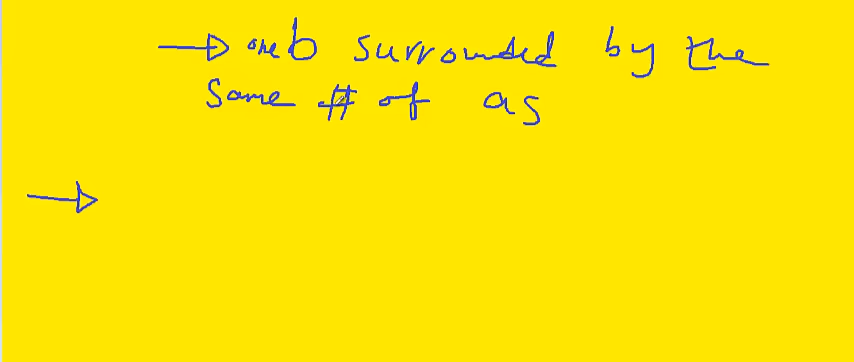 → one b surrounded by the
same # of as
→